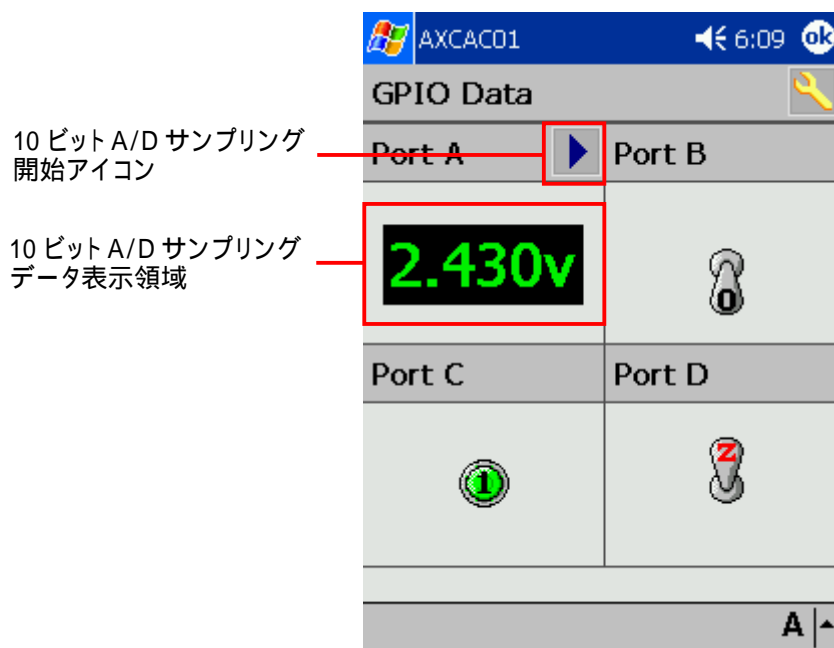 AXCAC01 6:09 ok
GPIO Data
10 ビット A/D サンプリング
開始アイコン
Port A Port B
10 ビット A/D サンプリング
データ表示領域
2.430v
0
Port C Port D
1
Z
A